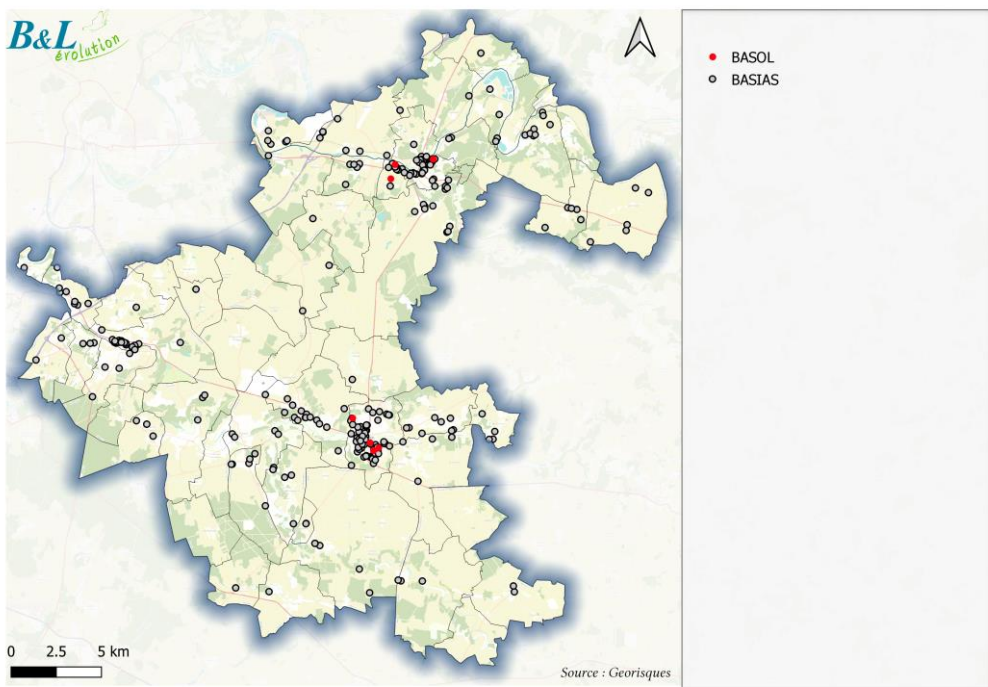 B&L
évolution
BASOL
BASIAS
0 2.5 5 km
Source : Georisques